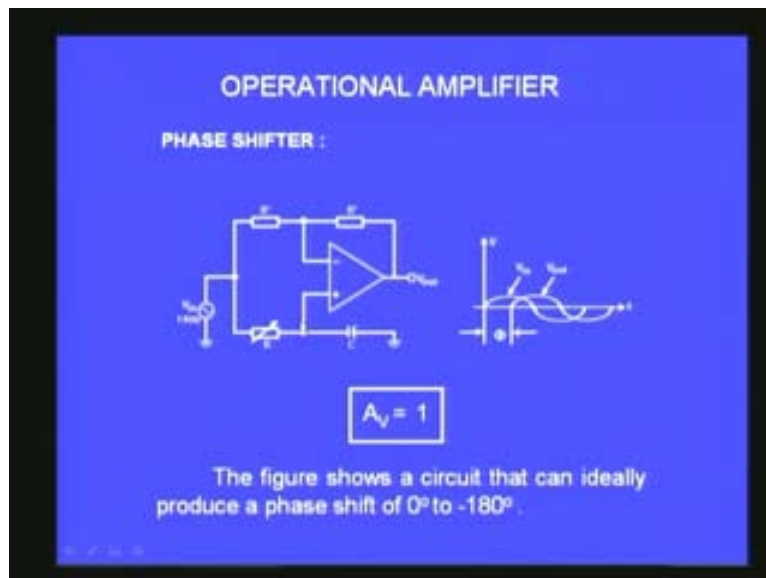 OPERATIONAL AMPLIFIER
PHASE SHIFTER :
R' R'
−
+
R C
V
t
Φ
A_V = 1
The figure shows a circuit that can ideally
produce a phase shift of 0º to -180º .